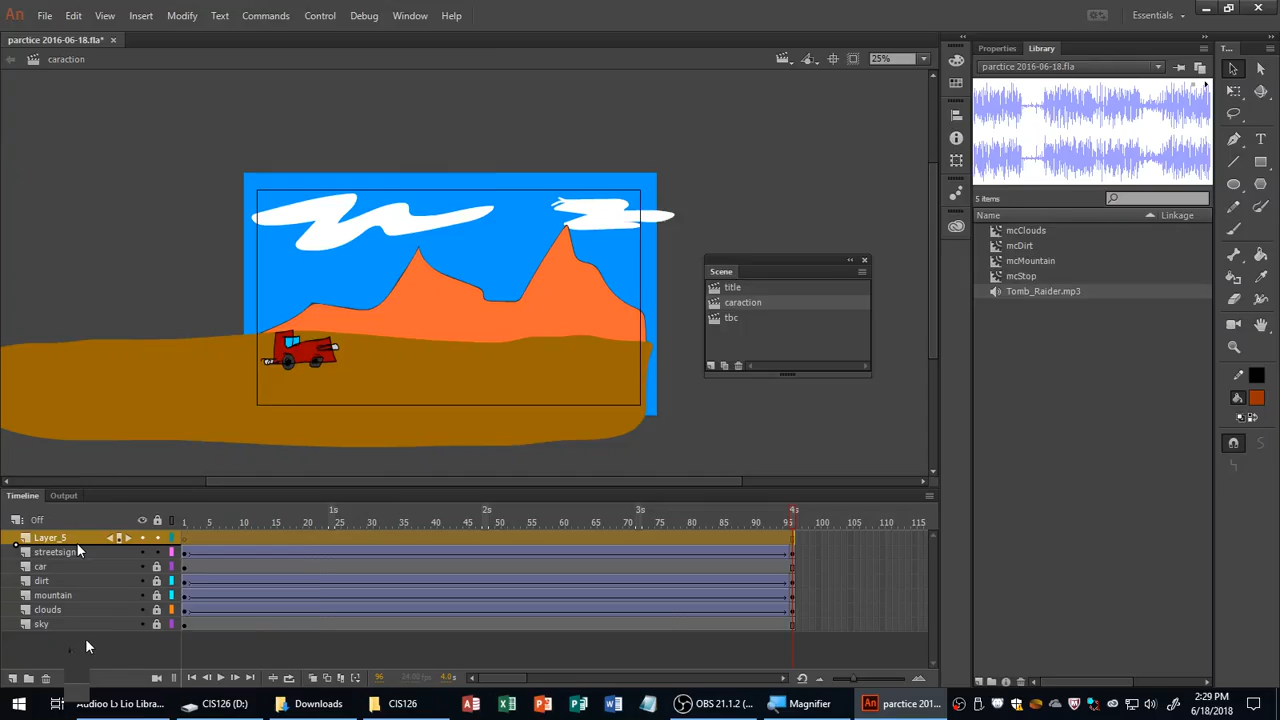 An File Edit View Insert Modify Text Commands Control Debug Window Help Essentials
parctice 2016-06-18.fla*
caraction 25%
Properties Library
parctice 2016-06-18.fla
5 items
Name Linkage
mcClouds
mcDirt
mcMountain
mcStop
Tomb_Raider.mp3
Scene
title
caraction
tbc
Timeline Output
Off 1s 2s 3s 4s
1 5 10 15 20 25 30 35 40 45 50 55 60 65 70 75 80 85 90 95 100 105 110 115
Layer_5
streetsign
car
dirt
mountain
clouds
sky
96 24.00 fps 4.0s
CIS126 (D:) Downloads CIS126 OBS 21.1.2 (... Magnifier An parctice 201...
2:29 PM
6/18/2018